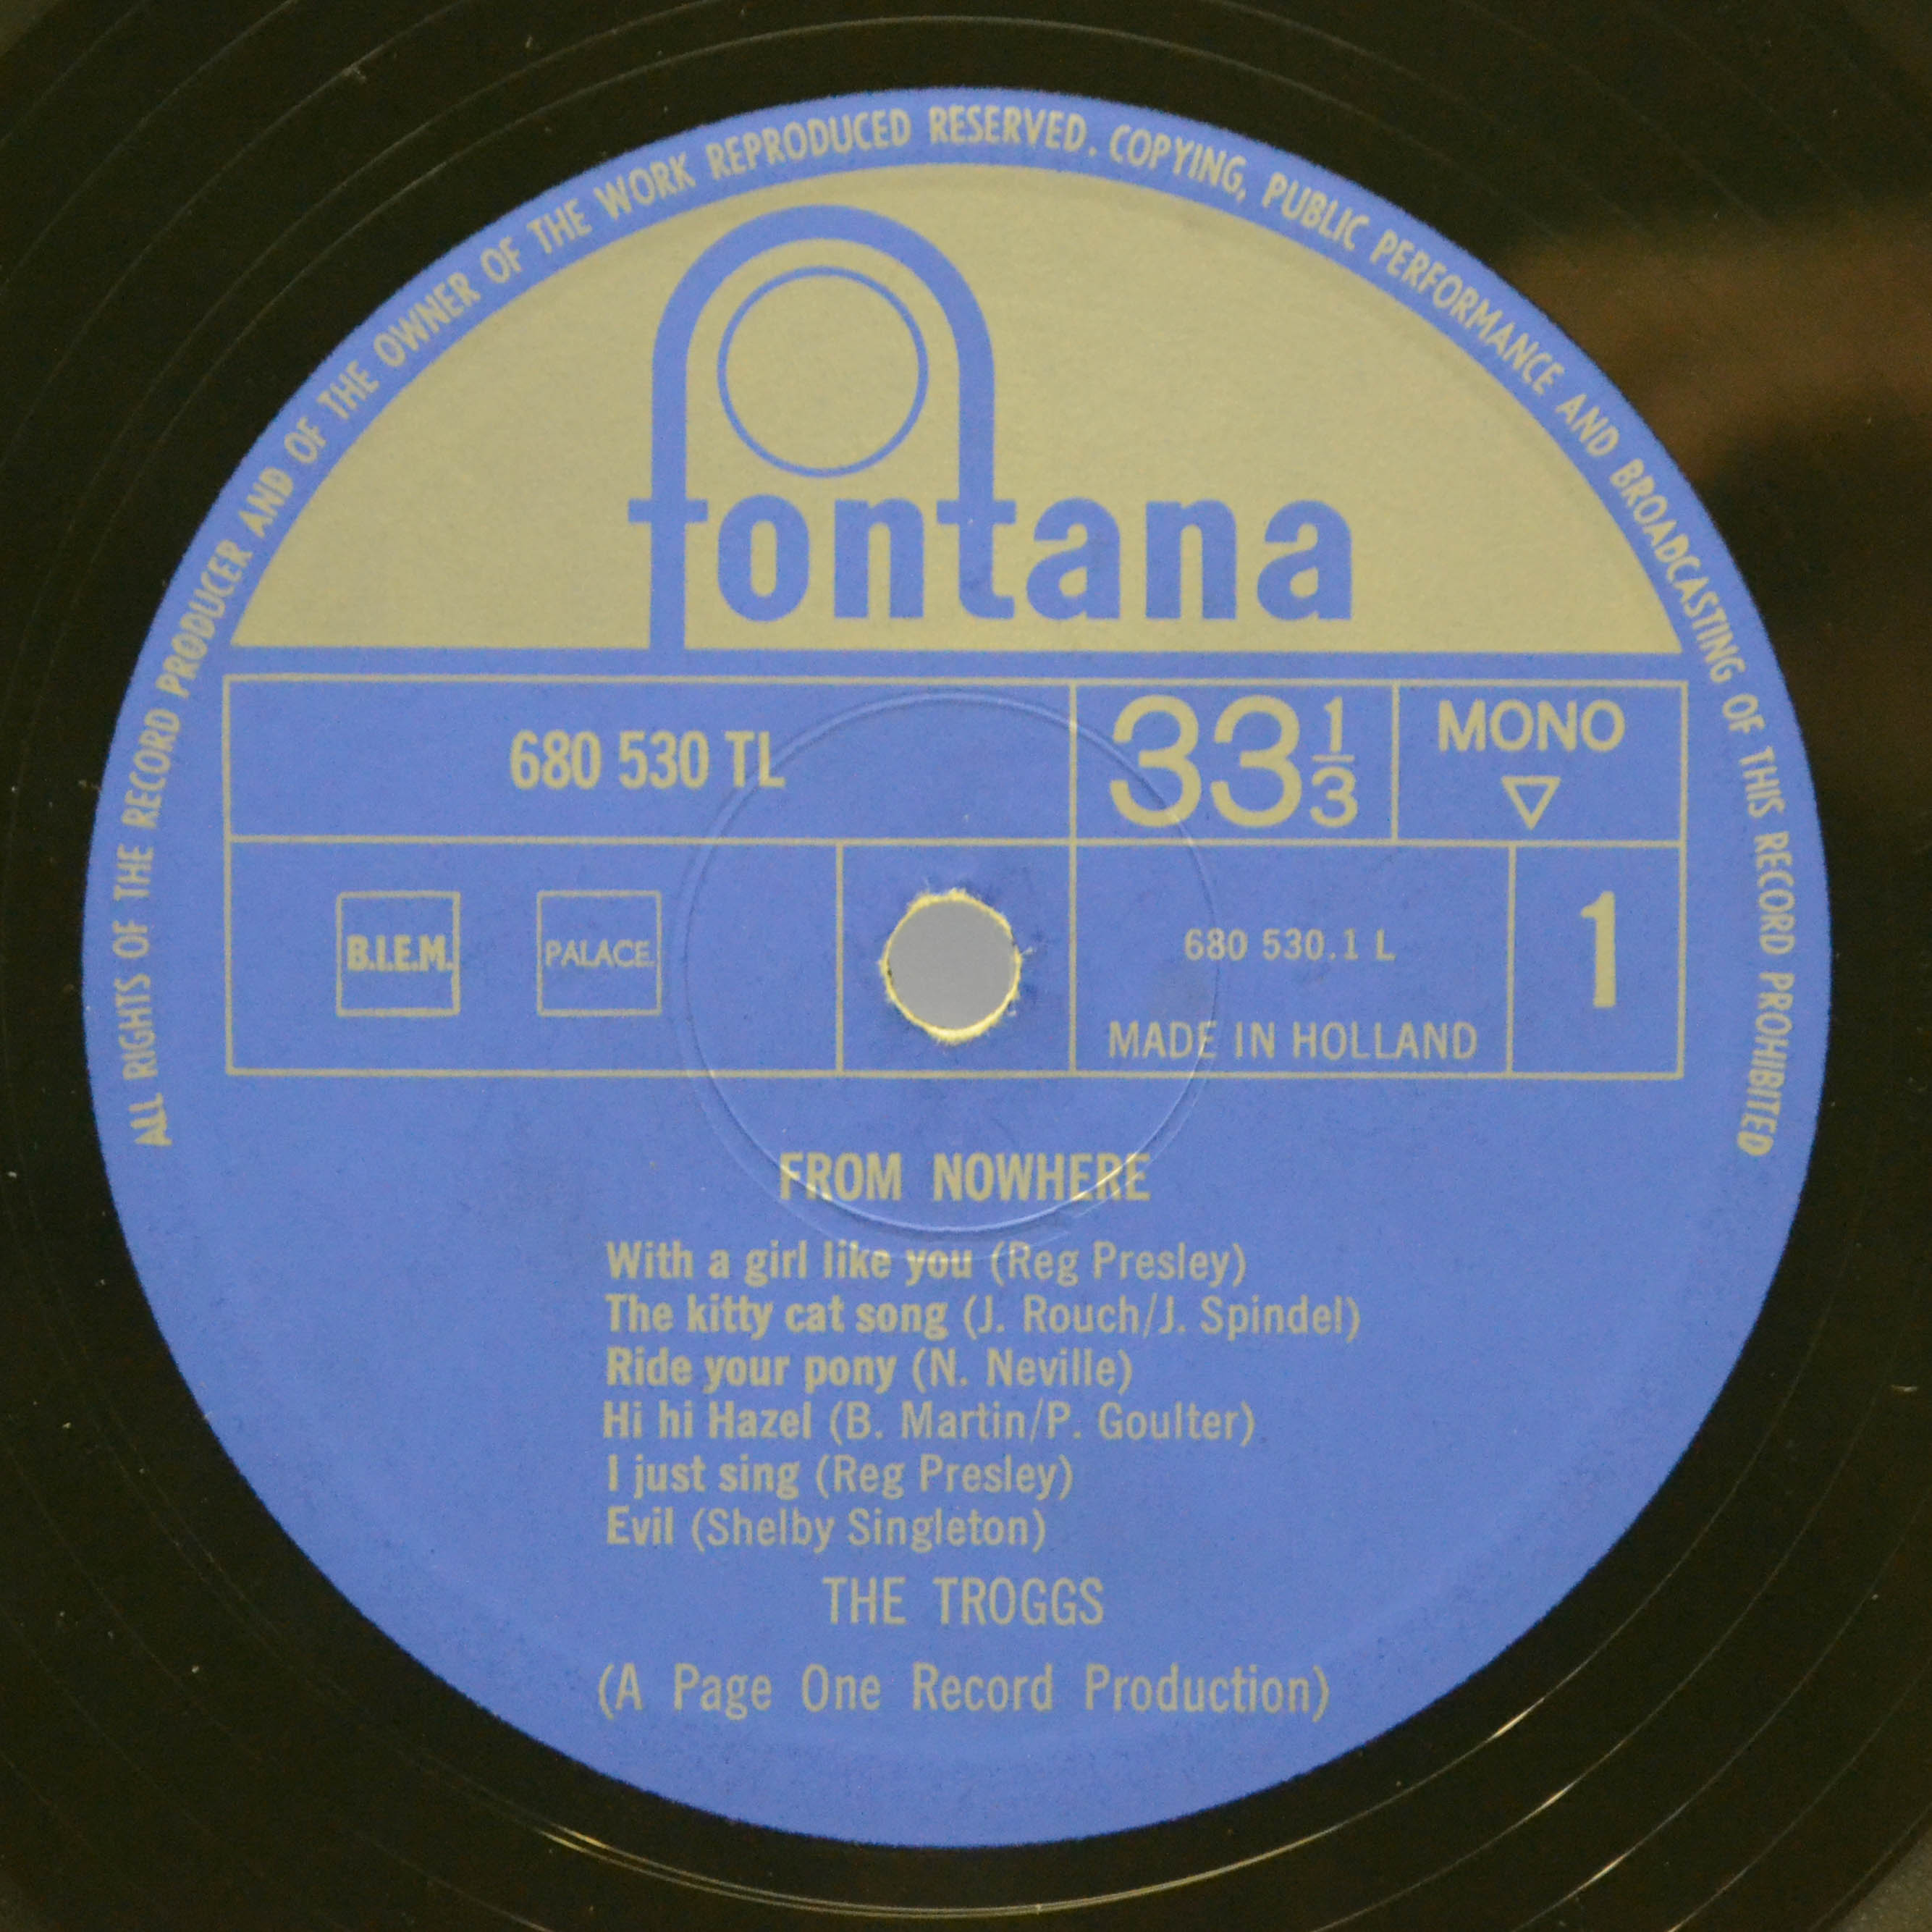 ALL RIGHTS OF THE RECORD PRODUCER AND OF THE OWNER OF THE WORK REPRODUCED RESERVED. COPYING, PUBLIC PERFORMANCE AND BROADCASTING OF THIS RECORD PROHIBITED
fontana
680 530 TL
33 1/3
MONO
B.I.E.M.
PALACE
680 530.1 L
MADE IN HOLLAND
1
FROM NOWHERE
With a girl like you (Reg Presley)
The kitty cat song (J. Rouch/J. Spindel)
Ride your pony (N. Neville)
Hi hi Hazel (B. Martin/P. Goulter)
I just sing (Reg Presley)
Evil (Shelby Singleton)
THE TROGGS
(A Page One Record Production)